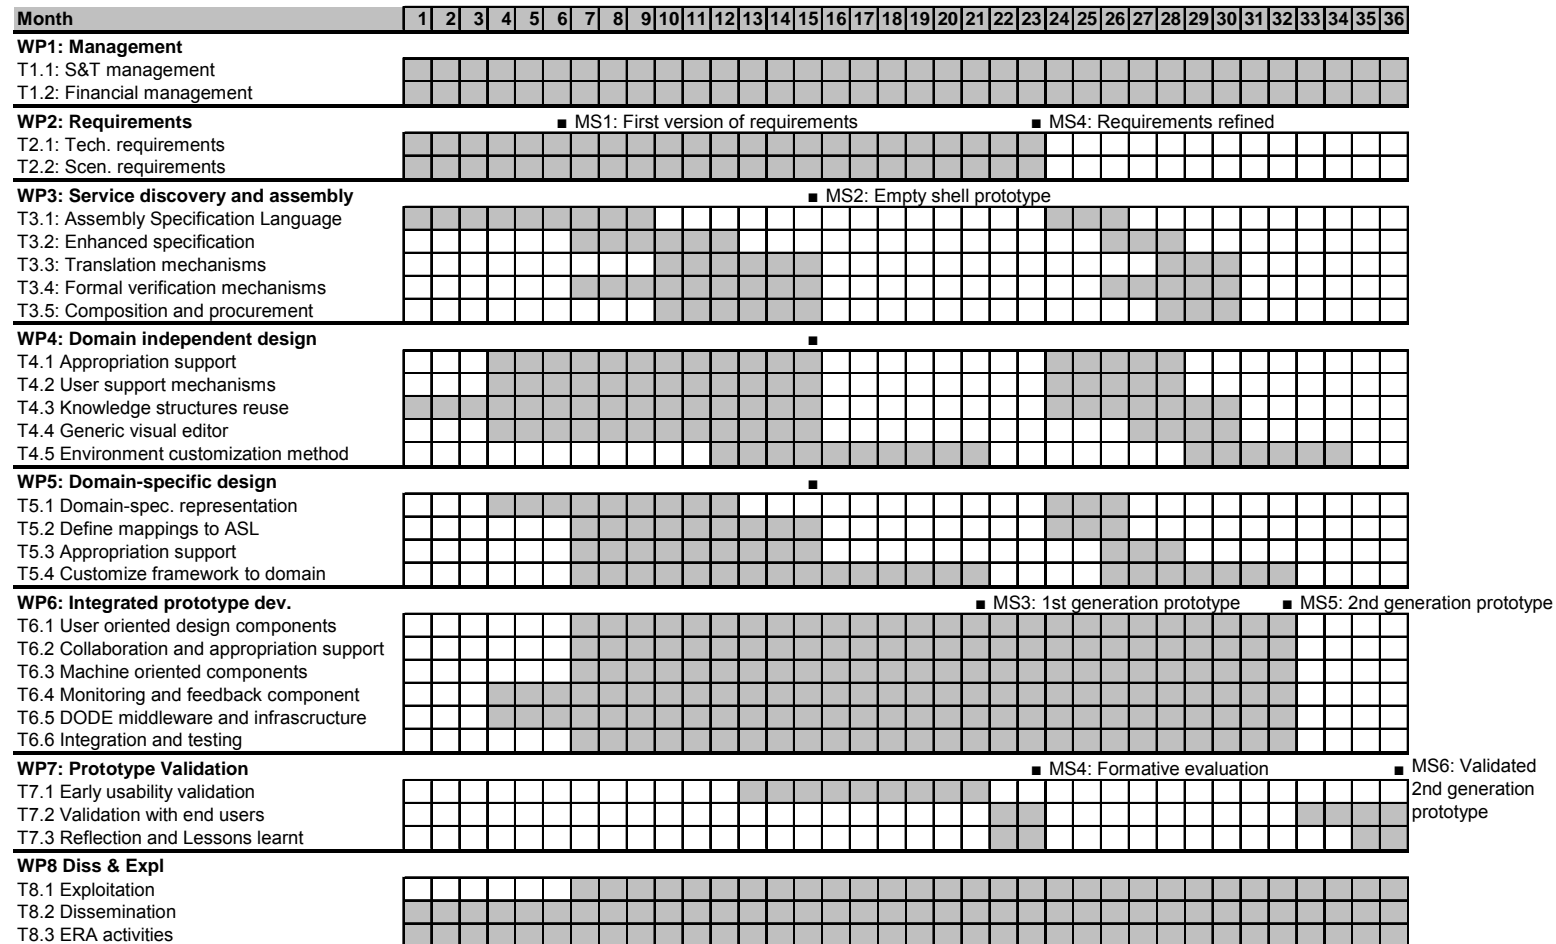 Month 1 2 3 4 5 6 7 8 9 10 11 12 13 14 15 16 17 18 19 20 21 22 23 24 25 26 27 28 29 30 31 32 33 34 35 36
WP1: Management
T1.1: S&T management
T1.2: Financial management
WP2: Requirements ■ MS1: First version of requirements ■ MS4: Requirements refined
T2.1: Tech. requirements
T2.2: Scen. requirements
WP3: Service discovery and assembly ■ MS2: Empty shell prototype
T3.1: Assembly Specification Language
T3.2: Enhanced specification
T3.3: Translation mechanisms
T3.4: Formal verification mechanisms
T3.5: Composition and procurement
WP4: Domain independent design ■
T4.1 Appropriation support
T4.2 User support mechanisms
T4.3 Knowledge structures reuse
T4.4 Generic visual editor
T4.5 Environment customization method
WP5: Domain-specific design ■
T5.1 Domain-spec. representation
T5.2 Define mappings to ASL
T5.3 Appropriation support
T5.4 Customize framework to domain
WP6: Integrated prototype dev. ■ MS3: 1st generation prototype ■ MS5: 2nd generation prototype
T6.1 User oriented design components
T6.2 Collaboration and appropriation support
T6.3 Machine oriented components
T6.4 Monitoring and feedback component
T6.5 DODE middleware and infrascructure
T6.6 Integration and testing
WP7: Prototype Validation ■ MS4: Formative evaluation ■ MS6: Validated
T7.1 Early usability validation 2nd generation
T7.2 Validation with end users prototype
T7.3 Reflection and Lessons learnt
WP8 Diss & Expl
T8.1 Exploitation
T8.2 Dissemination
T8.3 ERA activities